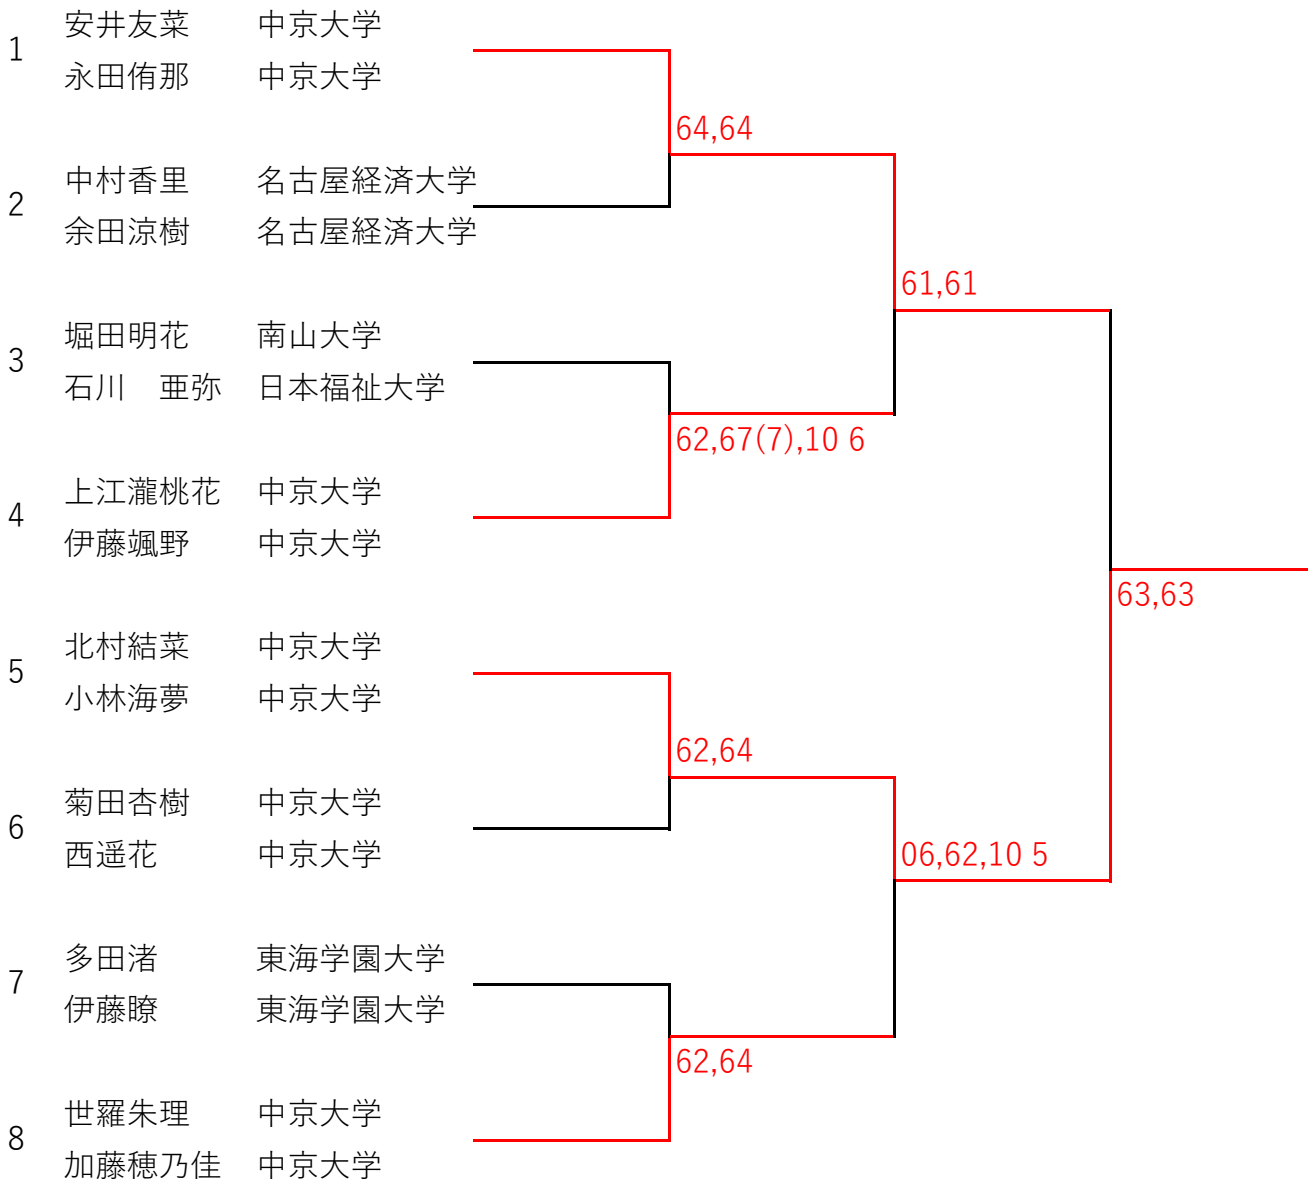 1
安井友菜 中京大学
永田侑那 中京大学
64,64
2
中村香里 名古屋経済大学
余田涼樹 名古屋経済大学
61,61
3
堀田明花 南山大学
石川　亜弥 日本福祉大学
62,67(7),10 6
4
上江瀧桃花 中京大学
伊藤颯野 中京大学
63,63
5
北村結菜 中京大学
小林海夢 中京大学
62,64
6
菊田杏樹 中京大学
西遥花 中京大学
06,62,10 5
7
多田渚 東海学園大学
伊藤瞭 東海学園大学
62,64
8
世羅朱理 中京大学
加藤穂乃佳 中京大学